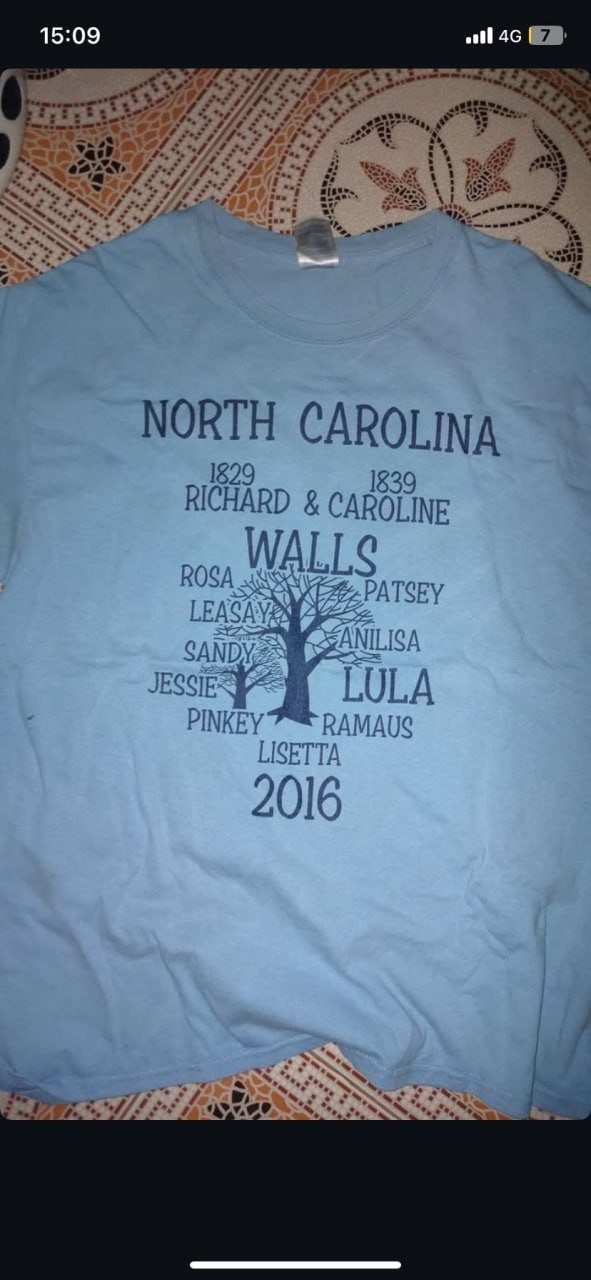 15:09 4G 7
NORTH CAROLINA
1829 1839
RICHARD & CAROLINE
WALLS
ROSA PATSEY
LEASAY ANILISA
SANDY
JESSIE LULA
PINKEY RAMAUS
LISETTA
2016